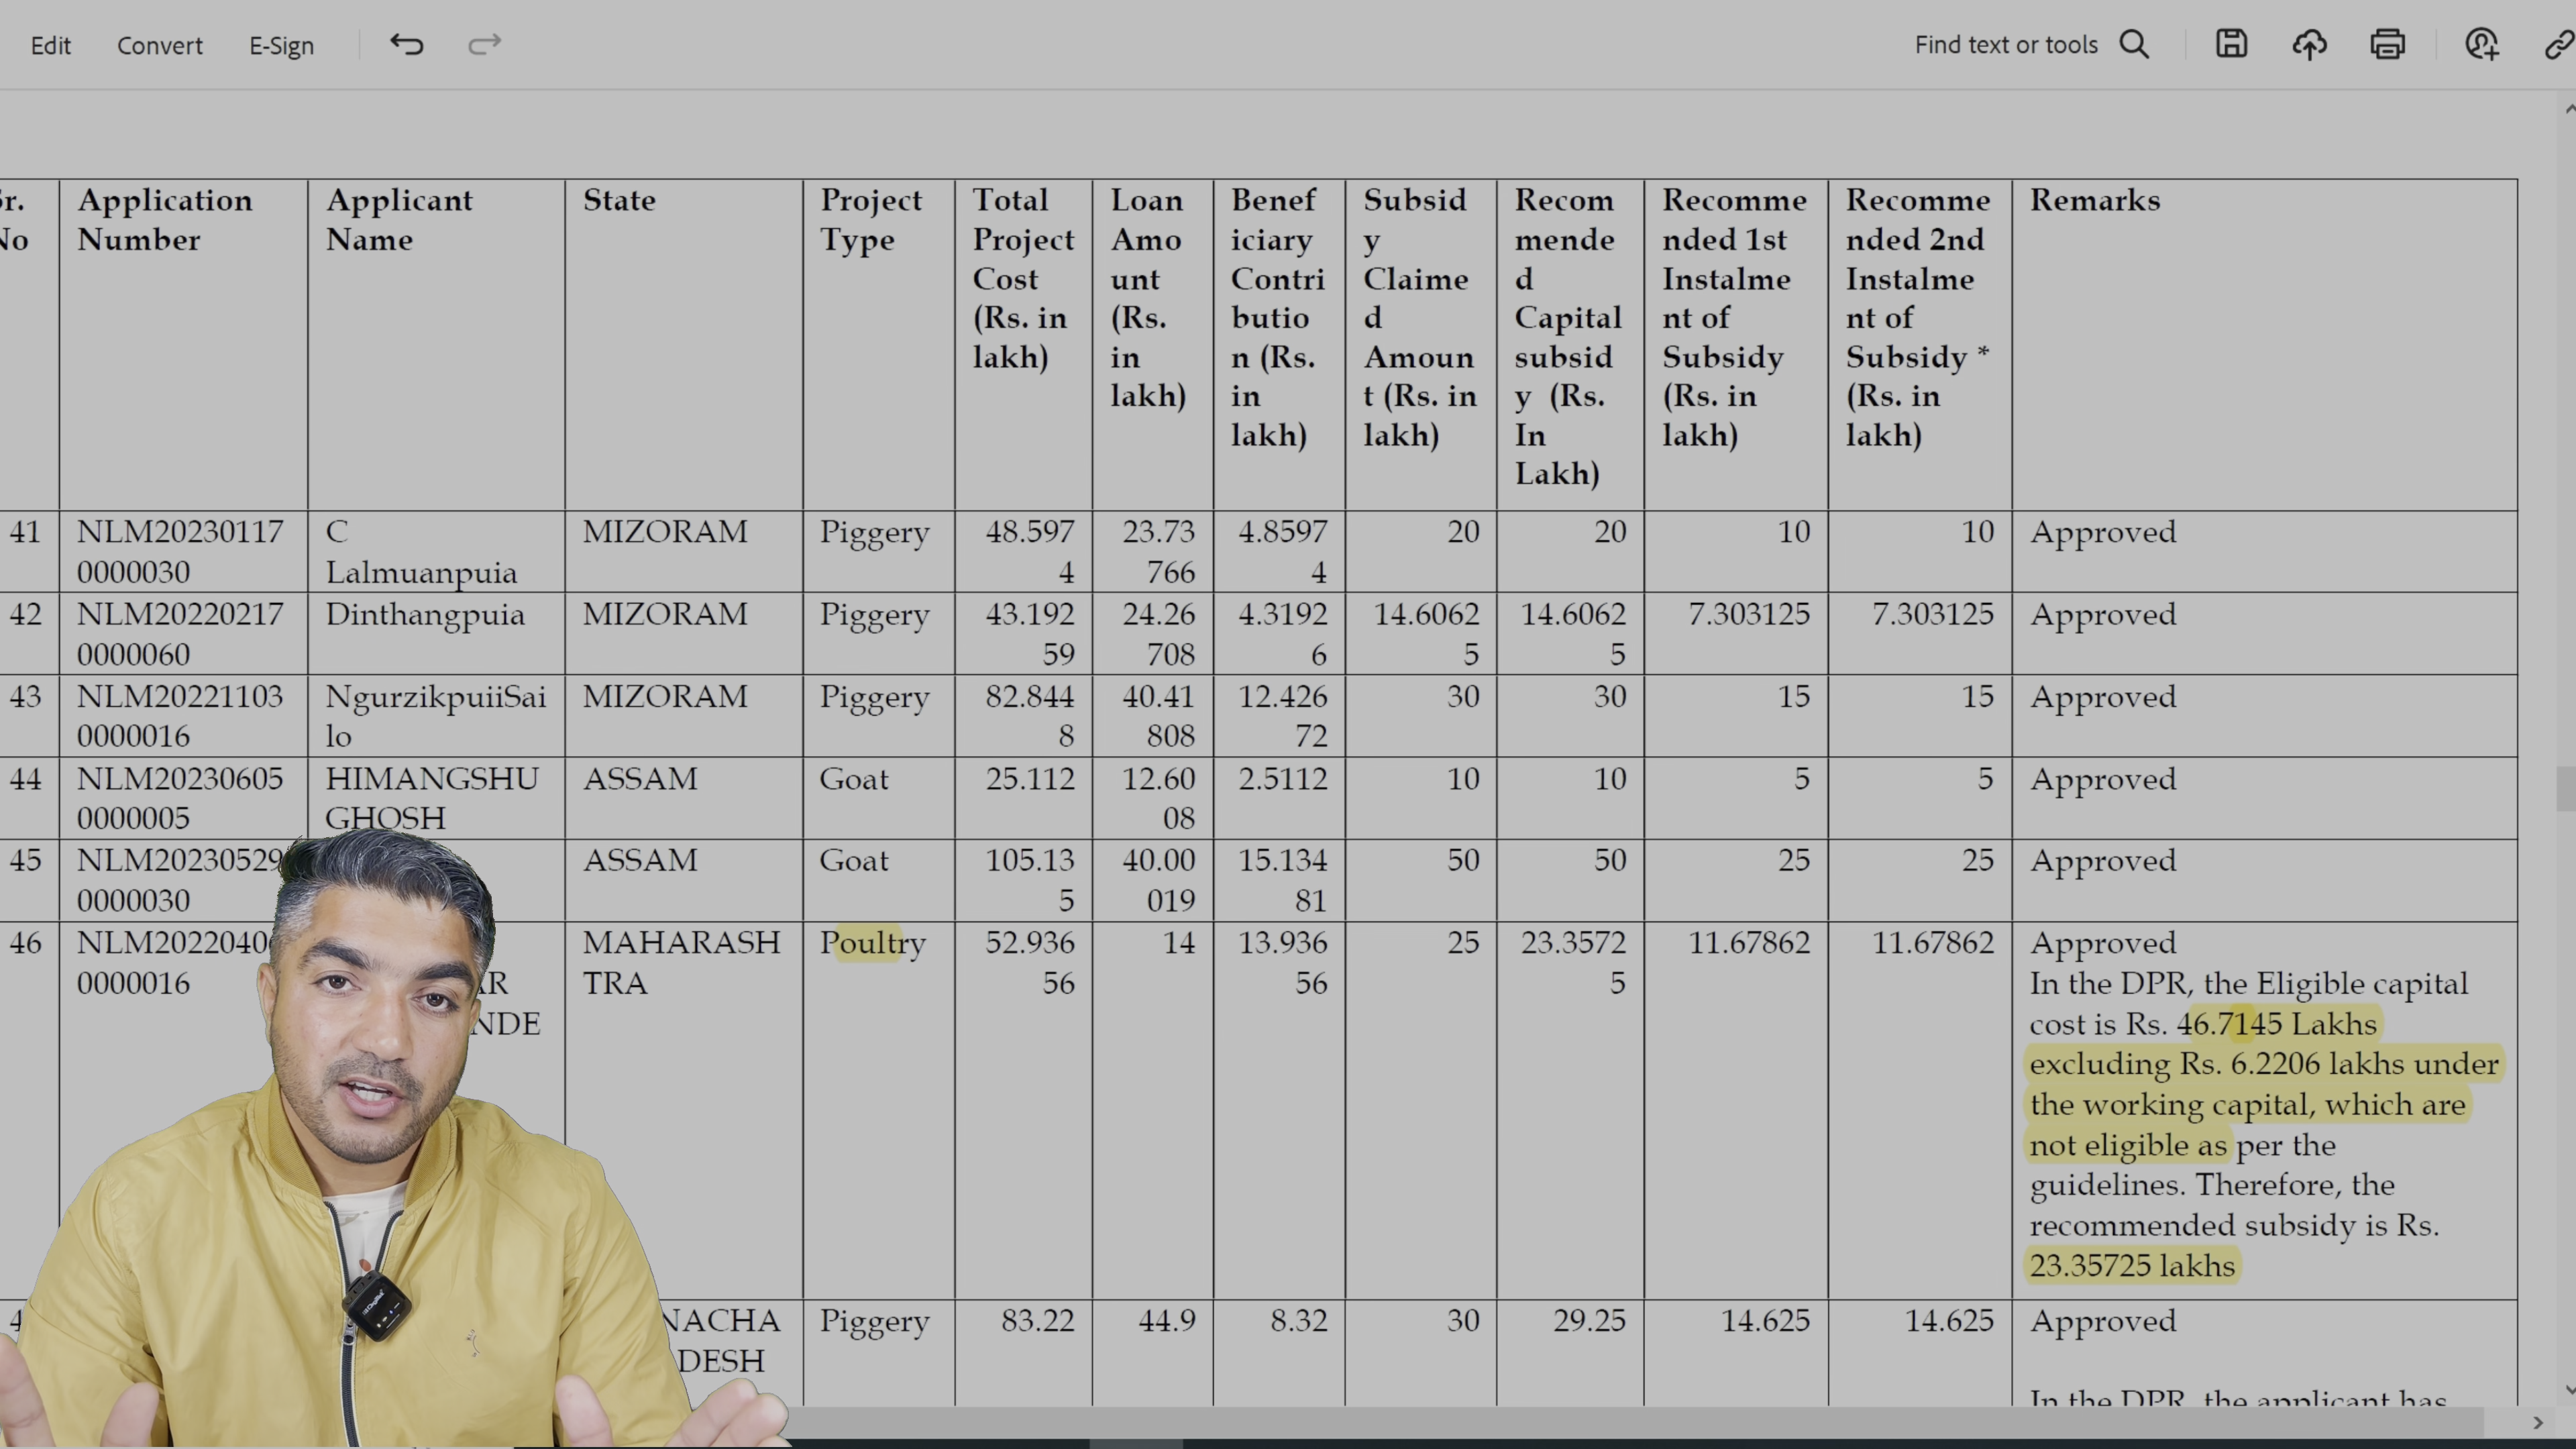 Edit Convert E-Sign Find text or tools
Application Number
Applicant Name
State
Project Type
Total Project Cost (Rs. in lakh)
Loan Amo unt (Rs. in lakh)
Benef iciary Contri butio n (Rs. in lakh)
Subsid y Claime d Amoun t (Rs. in lakh)
Recom mende d Capital subsid y (Rs. In Lakh)
Recomme nded 1st Instalme nt of Subsidy (Rs. in lakh)
Recomme nded 2nd Instalme nt of Subsidy * (Rs. in lakh)
Remarks
41 NLM20230117 C MIZORAM Piggery 48.597 23.73 4.8597 20 20 10 10 Approved
0000030 Lalmuanpuia 4 766 4
42 NLM20220217 Dinthangpuia MIZORAM Piggery 43.192 24.26 4.3192 14.6062 14.6062 7.303125 7.303125 Approved
0000060 59 708 6 5 5
43 NLM20221103 NgurzikpuiiSai MIZORAM Piggery 82.844 40.41 12.426 30 30 15 15 Approved
0000016 lo 8 808 72
44 NLM20230605 HIMANGSHU ASSAM Goat 25.112 12.60 2.5112 10 10 5 5 Approved
0000005 GHOSH 08
45 NLM20230529 ASSAM Goat 105.13 40.00 15.134 50 50 25 25 Approved
0000030 5 019 81
46 MAHARASH Poultry 52.936 14 13.936 25 23.3572 11.67862 11.67862 Approved
0000016 TRA 56 56 5 In the DPR, the Eligible capital
cost is Rs. 46.7145 Lakhs
excluding Rs. 6.2206 lakhs under
the working capital, which are
not eligible as per the
guidelines. Therefore, the
recommended subsidy is Rs.
23.35725 lakhs
Piggery 83.22 44.9 8.32 30 29.25 14.625 14.625 Approved
In the DPR, the applicant has